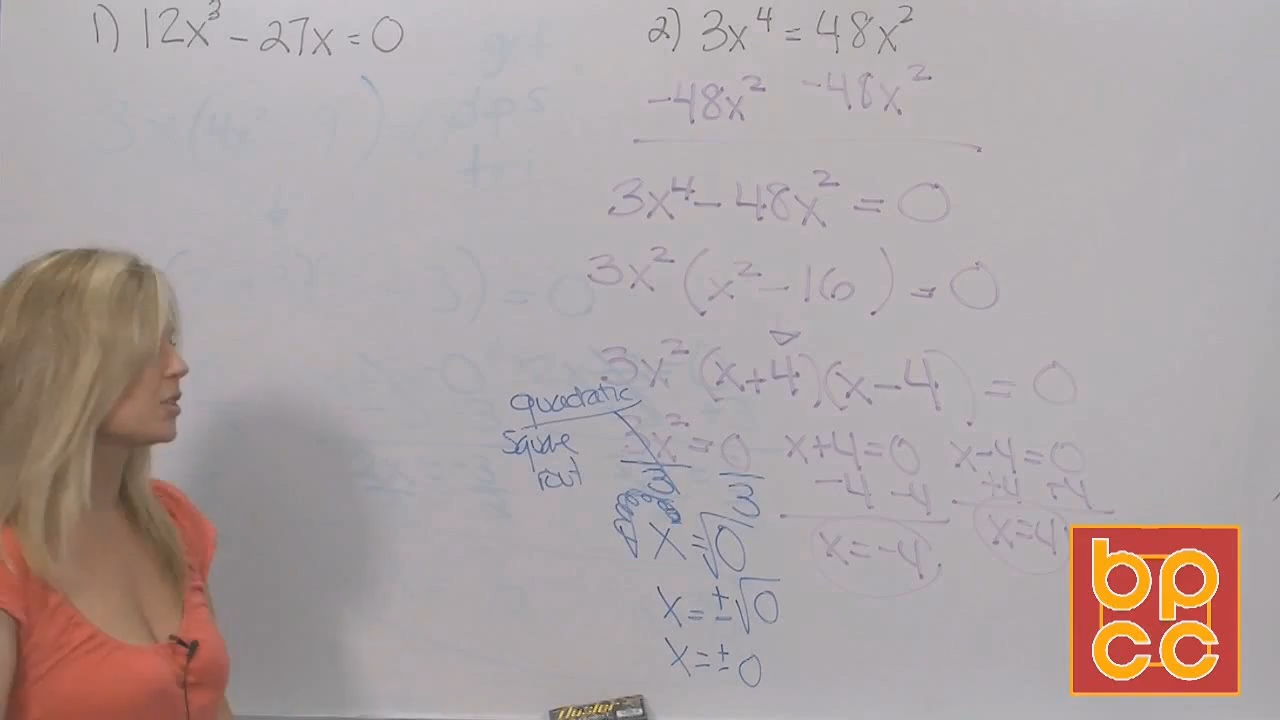 1) 12x³ - 27x = 0
2) 3x⁴ = 48x²
-48x² -48x²
3x⁴ - 48x² = 0
3x² (x² - 16) = 0
3x² (x+4)(x-4) = 0
quadratic
square
root
3x² = 0
x+4=0
x-4=0
-4 -4
+4 +4
3
3
x = √0
x=-4
x=4
x = ± √0
x = ± 0
bp
cc